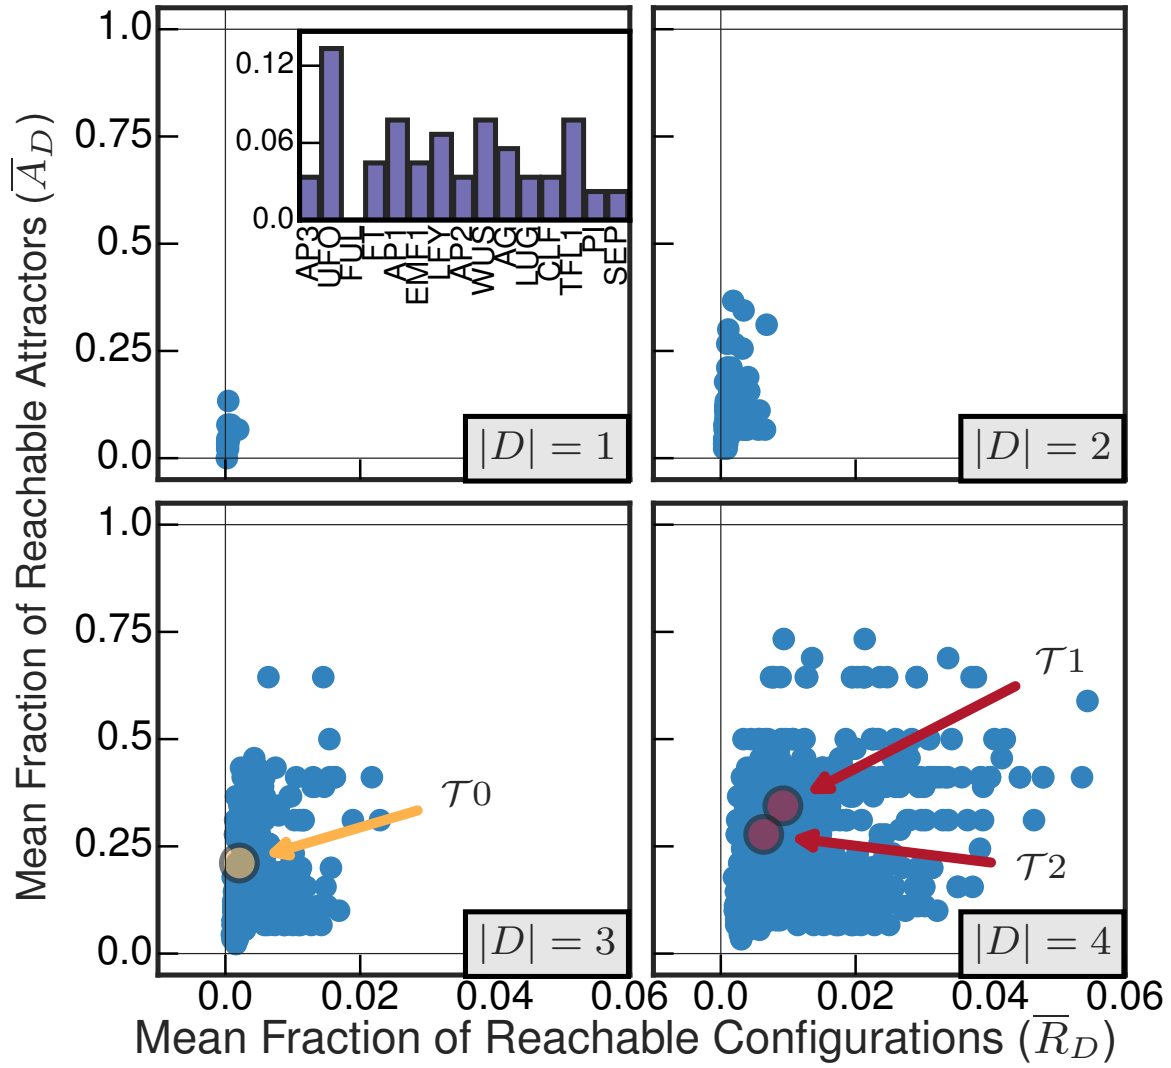 Mean Fraction of Reachable Attractors (A̅_D)
1.0
0.75
0.5
0.25
0.0
0.12
0.06
0.0
AP3
UFO
FUL
FT
AP1
EMF1
LFY
AP2
WUS
AG
LUG
CLF
TFL1
PI
SEP
|D| = 1
|D| = 2
1.0
0.75
0.5
0.25
0.0
𝒯0
|D| = 3
𝒯1
𝒯2
|D| = 4
0.0 0.02 0.04 0.06
0.0 0.02 0.04 0.06
Mean Fraction of Reachable Configurations (R̅_D)